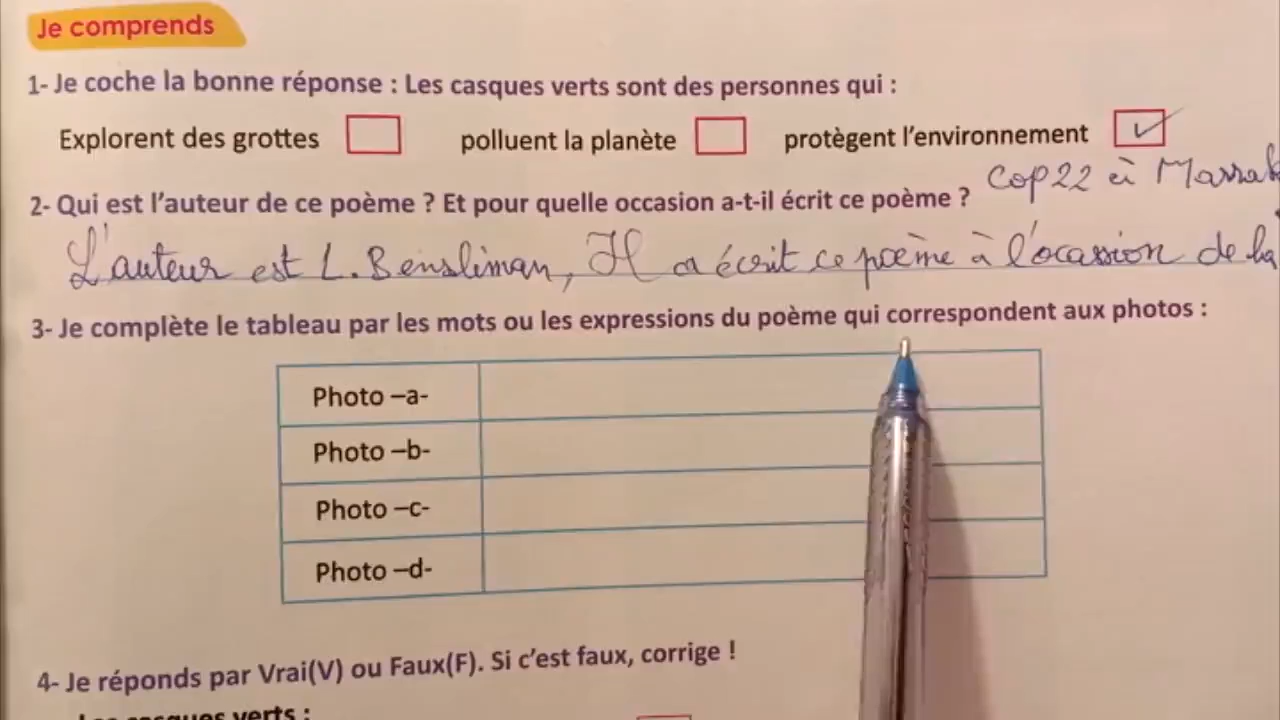 Je comprends
1- Je coche la bonne réponse : Les casques verts sont des personnes qui :
Explorent des grottes polluent la planète protègent l'environnement
2- Qui est l'auteur de ce poème ? Et pour quelle occasion a-t-il écrit ce poème ?
Cop22 à
L'auteur est L. Bensliman, Il a écrit ce poème à l'occasion de la
3- Je complète le tableau par les mots ou les expressions du poème qui correspondent aux photos :
Photo –a-
Photo –b-
Photo –c-
Photo –d-
4- Je réponds par Vrai(V) ou Faux(F). Si c'est faux, corrige !
Les casques verts :